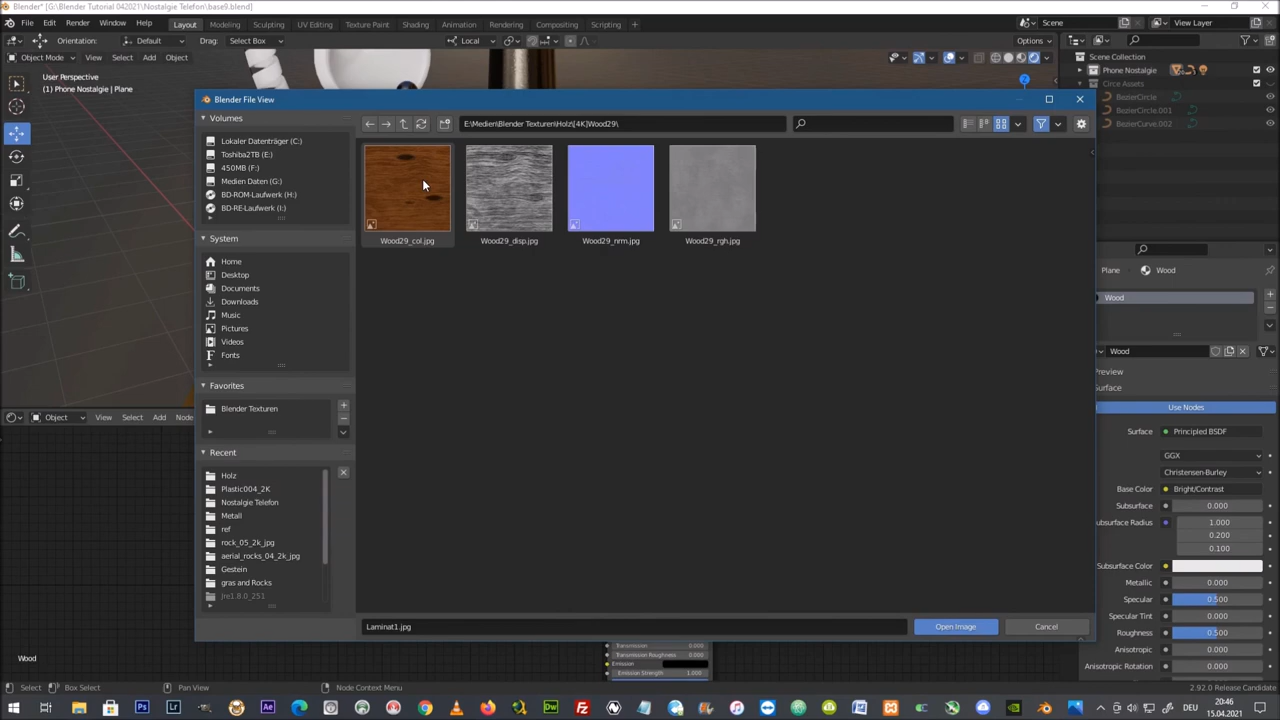 Blender* [G:\Blender Tutorial 042021\Nostalgie Telefon\base9.blend]
File Edit Render Window Help Layout Modeling Sculpting UV Editing Texture Paint Shading Animation Rendering Compositing Scripting + Scene View Layer
Orientation: Default Drag: Select Box Local Options
Object Mode View Select Add Object
User Perspective
(1) Phone Nostalgie | Plane
Scene Collection
Phone Nostalgie
Circe Assets
BezierCircle
BezierCircle.001
BezierCurve.002
Blender File View
Volumes
Lokaler Datenträger (C:)
Toshiba2TB (E:)
450MB (F:)
Medien Daten (G:)
BD-ROM-Laufwerk (H:)
BD-RE-Laufwerk (I:)
E:\Medien\Blender Texturen\Holz\[4K]Wood29\
Wood29_col.jpg Wood29_disp.jpg Wood29_nrm.jpg Wood29_rgh.jpg
System
Home
Desktop
Documents
Downloads
Music
Pictures
Videos
Fonts
Favorites
Blender Texturen
Recent
Holz
Plastic004_2K
Nostalgie Telefon
Metall
ref
rock_05_2k_jpg
aerial_rocks_04_2k_jpg
Gestein
gras and Rocks
Jre1.8.0_251
Laminat1.jpg Open Image Cancel
Object View Select Add Node
Plane Wood
Wood
Wood
Preview
Surface
Use Nodes
Surface Principled BSDF
GGX
Christensen-Burley
Base Color Bright/Contrast
Subsurface 0.000
Subsurface Radius 1.000
0.200
0.100
Subsurface Color
Metallic 0.000
Specular 0.500
Specular Tint 0.000
Roughness 0.500
Anisotropic 0.000
Anisotropic Rotation 0.000
Transmission 0.000
Transmission Roughness 0.000
Emission
Emission Strength 1.000
Wood
Select Box Select Pan View Node Context Menu 2.92.0 Release Candidate
20:46
15.04.2021